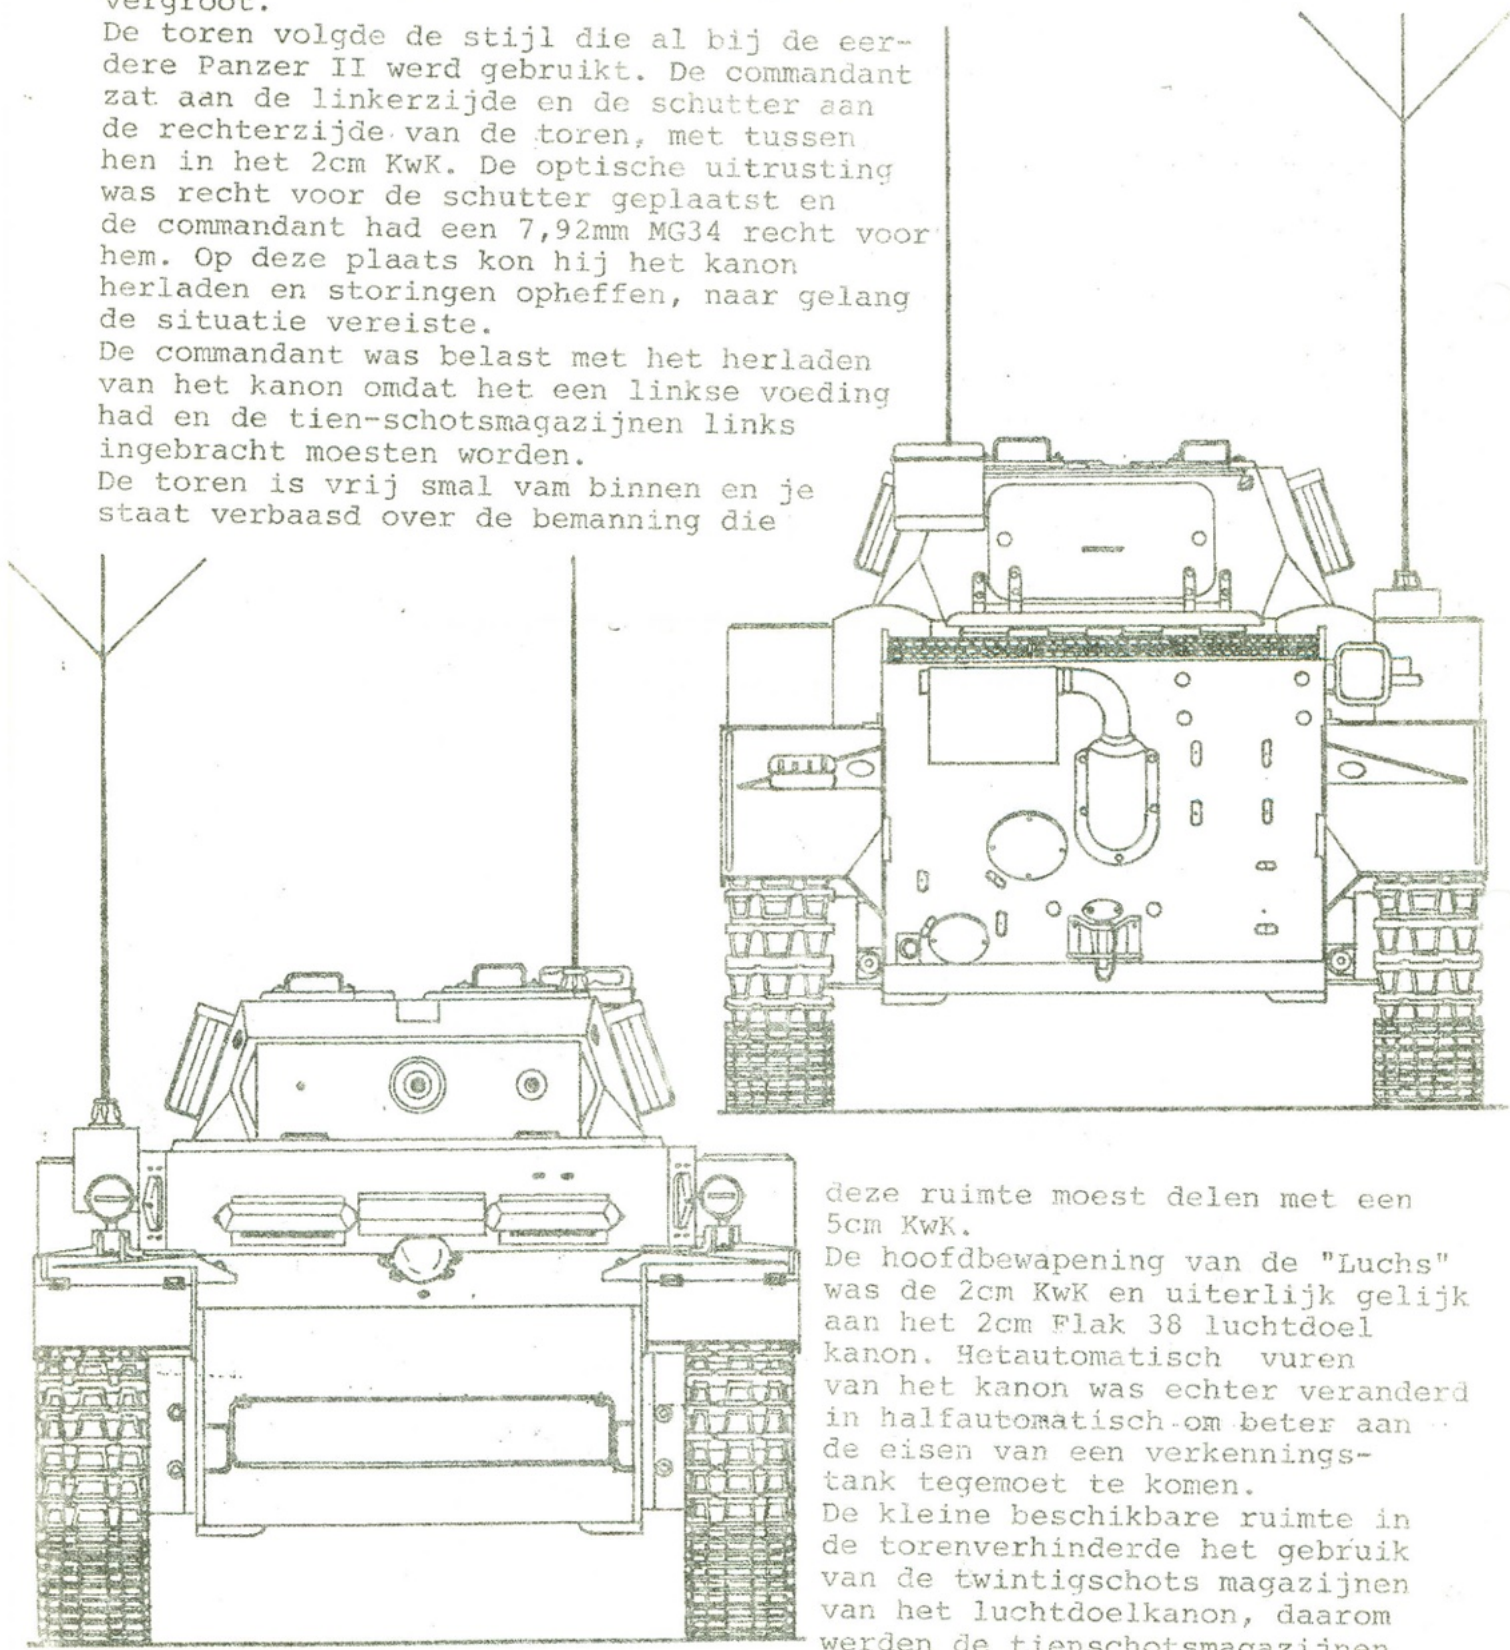 vergroot.
De toren volgde de stijl die al bij de eer-
dere Panzer II werd gebruikt. De commandant
zat aan de linkerzijde en de schutter aan
de rechterzijde van de toren, met tussen
hen in het 2cm KwK. De optische uitrusting
was recht voor de schutter geplaatst en
de commandant had een 7,92mm MG34 recht voor
hem. Op deze plaats kon hij het kanon
herladen en storingen opheffen, naar gelang
de situatie vereiste.
De commandant was belast met het herladen
van het kanon omdat het een linkse voeding
had en de tien-schotsmagazijnen links
ingebracht moesten worden.
De toren is vrij smal vam binnen en je
staat verbaasd over de bemanning die
deze ruimte moest delen met een
5cm KwK.
De hoofdbewapening van de "Luchs"
was de 2cm KwK en uiterlijk gelijk
aan het 2cm Flak 38 luchtdoel
kanon. Hetautomatisch vuren
van het kanon was echter veranderd
in halfautomatisch om beter aan
de eisen van een verkennings-
tank tegemoet te komen.
De kleine beschikbare ruimte in
de torenverhinderde het gebruik
van de twintigschots magazijnen
van het luchtdoelkanon, daarom
werden de tienschotsmagazijnen